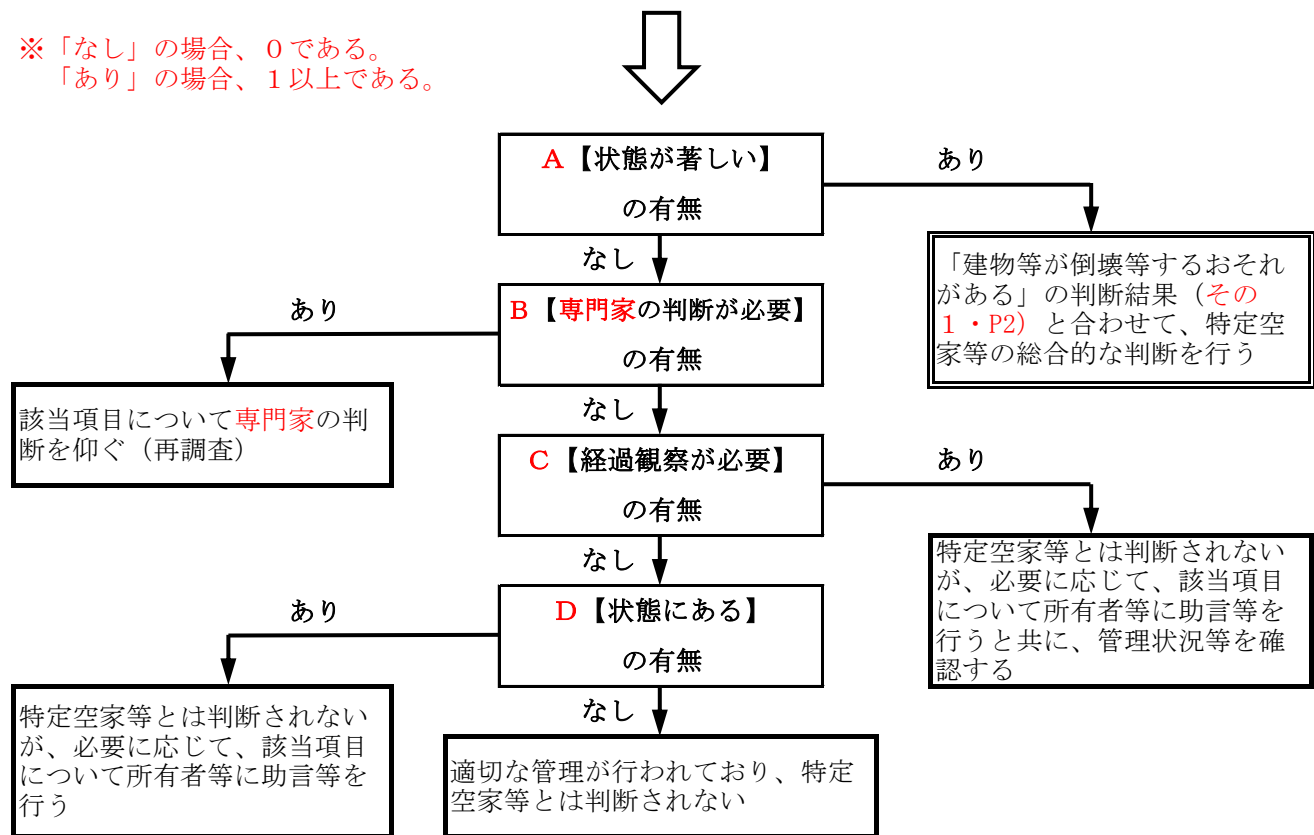 ※「なし」の場合、０である。
「あり」の場合、１以上である。
Ａ【状態が著しい】
の有無
あり
なし
「建物等が倒壊等するおそれ
がある」の判断結果（その
１・P2）と合わせて、特定空
家等の総合的な判断を行う
あり
Ｂ【専門家の判断が必要】
の有無
なし
該当項目について専門家の判
断を仰ぐ（再調査）
Ｃ【経過観察が必要】
の有無
あり
なし
特定空家等とは判断されない
が、必要に応じて、該当項目
について所有者等に助言等を
行うと共に、管理状況等を確
認する
あり
Ｄ【状態にある】
の有無
なし
特定空家等とは判断されない
が、必要に応じて、該当項目
について所有者等に助言等を
行う
適切な管理が行われており、特定
空家等とは判断されない